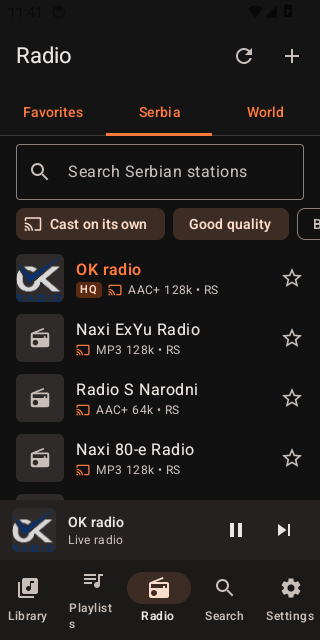 11:41
Radio
Favorites
Serbia
World
Search Serbian stations
Cast on its own
Good quality
OK radio
HQ AAC+ 128k • RS
Naxi ExYu Radio
MP3 128k • RS
Radio S Narodni
AAC+ 64k • RS
Naxi 80-e Radio
MP3 128k • RS
OK radio
Live radio
Library
Playlist
s
Radio
Search
Settings